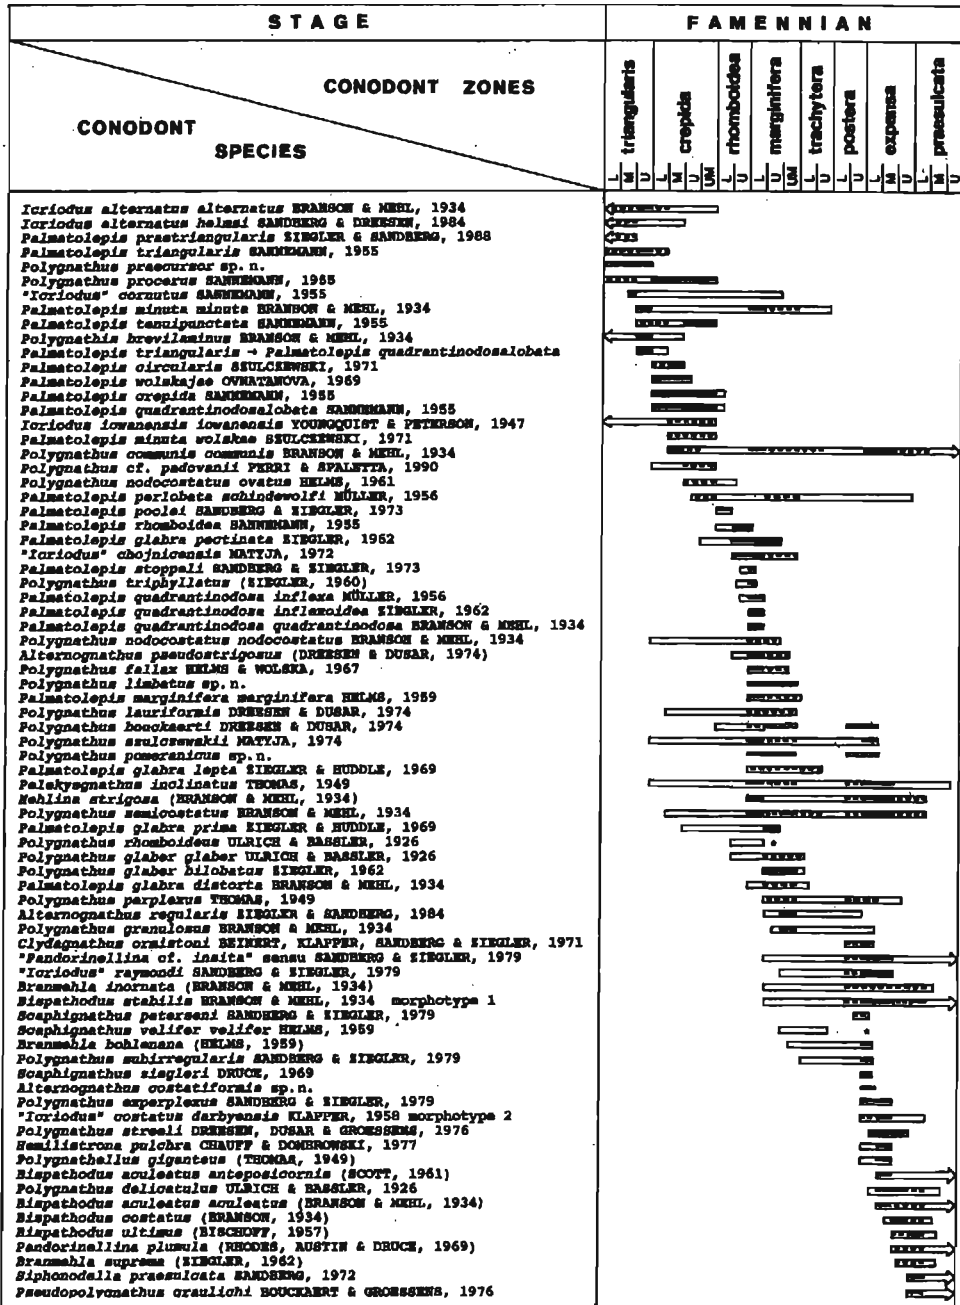 STAGE
FAMENNIAN
CONODONT ZONES
CONODONT
SPECIES
triangularis
crepida
rhomboidea
marginifera
trachytera
postera
expansa
praesulcata
L M U L M U UM L U L U UM L U L U L M U L M U
Icriodus alternatus alternatus BRANSON & MEHL, 1934
Icriodus alternatus helmsi SANDBERG & DREESEN, 1984
Palmatolepis praetriangularis ZIEGLER & SANDBERG, 1988
Palmatolepis triangularis SANNEMANN, 1955
Polygnathus praecursor sp. n.
Polygnathus procerus SANNEMANN, 1955
"Icriodus" cornutus SANNEMANN, 1955
Palmatolepis minuta minuta BRANSON & MEHL, 1934
Palmatolepis tenuipunctata SANNEMANN, 1955
Polygnathis brevilaminus BRANSON & MEHL, 1934
Palmatolepis triangularis → Palmatolepis quadrantinodosalobata
Palmatolepis circularis SZULCZEWSKI, 1971
Palmatolepis wolskajae OVNATANOVA, 1969
Palmatolepis crepida SANNEMANN, 1955
Palmatolepis quadrantinodosalobata SANNEMANN, 1955
Icriodus iowanensis iowanensis YOUNGQUIST & PETERSON, 1947
Palmatolepis minuta wolskae SZULCZEWSKI, 1971
Polygnathus communis communis BRANSON & MEHL, 1934
Polygnathus cf. padovanii PERRI & SPALETTA, 1990
Polygnathus nodocostatus ovatus HELMS, 1961
Palmatolepis perlobata schindewolfi MÜLLER, 1956
Palmatolepis poolei SANDBERG & ZIEGLER, 1973
Palmatolepis rhomboidea SANNEMANN, 1955
Palmatolepis glabra pectinata ZIEGLER, 1962
"Icriodus" chojnicensis MATYJA, 1972
Palmatolepis stoppeli SANDBERG & ZIEGLER, 1973
Polygnathus triphyllatus (ZIEGLER, 1960)
Palmatolepis quadrantinodosa inflexa MÜLLER, 1956
Palmatolepis quadrantinodosa inflexoidea ZIEGLER, 1962
Palmatolepis quadrantinodosa quadrantinodosa BRANSON & MEHL, 1934
Polygnathus nodocostatus nodocostatus BRANSON & MEHL, 1934
Alternognathus pseudostrigosus (DREESEN & DUSAR, 1974)
Polygnathus fallax HELMS & WOLSKA, 1967
Polygnathus limbatus sp. n.
Palmatolepis marginifera marginifera HELMS, 1959
Polygnathus lauriformis DREESEN & DUSAR, 1974
Polygnathus bouckaerti DREESEN & DUSAR, 1974
Polygnathus szulczewskii MATYJA, 1974
Polygnathus pomeranicus sp. n.
Palmatolepis glabra lepta ZIEGLER & HUDDLE, 1969
Pelekysgnathus inclinatus THOMAS, 1949
Mehlina strigosa (BRANSON & MEHL, 1934)
Polygnathus semicostatus BRANSON & MEHL, 1934
Palmatolepis glabra prima ZIEGLER & HUDDLE, 1969
Polygnathus rhomboideus ULRICH & BASSLER, 1926
Polygnathus glaber glaber ULRICH & BASSLER, 1926
Polygnathus glaber bilobatus ZIEGLER, 1962
Palmatolepis glabra distorta BRANSON & MEHL, 1934
Polygnathus perplexus THOMAS, 1949
Alternognathus regularis ZIEGLER & SANDBERG, 1984
Polygnathus granulosus BRANSON & MEHL, 1934
Clydagnathus ormistoni BEINERT, KLAPPER, SANDBERG & ZIEGLER, 1971
"Pandorinellina cf. insita" sensu SANDBERG & ZIEGLER, 1979
"Icriodus" raymondi SANDBERG & ZIEGLER, 1979
Branmehla inornata (BRANSON & MEHL, 1934)
Bispathodus stabilis BRANSON & MEHL, 1934 morphotype 1
Scaphignathus peterseni SANDBERG & ZIEGLER, 1979
Scaphignathus velifer velifer HELMS, 1959
Branmehla bohlenana (HELMS, 1959)
Polygnathus subirregularis SANDBERG & ZIEGLER, 1979
Scaphignathus ziegleri DRUCE, 1969
Alternognathus costatiformis sp. n.
Polygnathus experplexus SANDBERG & ZIEGLER, 1979
"Icriodus" costatus darbyensis KLAPPER, 1958 morphotype 2
Polygnathus streeli DREESEN, DUSAR & GROESSENS, 1976
Hemilistrona pulchra CHAUFF & DOMBROWSKI, 1977
Polygnathellus giganteus (THOMAS, 1949)
Bispathodus aculeatus anteposicornis (SCOTT, 1961)
Polygnathus delicatulus ULRICH & BASSLER, 1926
Bispathodus aculeatus aculeatus (BRANSON & MEHL, 1934)
Bispathodus costatus (BRANSON, 1934)
Bispathodus ultimus (BISCHOFF, 1957)
Pandorinellina plumula (RHODES, AUSTIN & DRUCE, 1969)
Branmehla suprema (ZIEGLER, 1962)
Siphonodella praesulcata SANDBERG, 1972
Pseudopolygnathus graulichi BOUCKAERT & GROESSENS, 1976